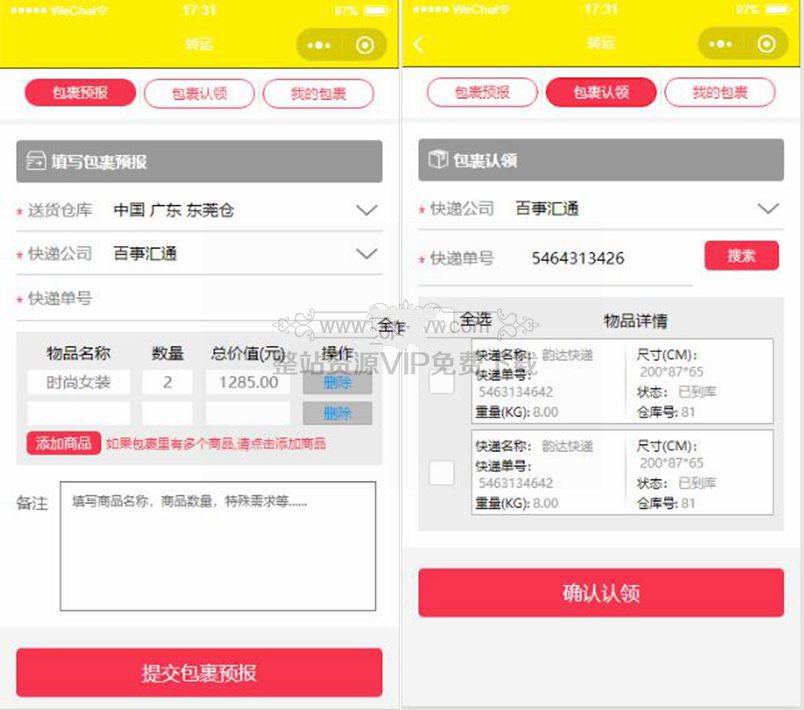 WeChat 17:31 97%
转运
包裹预报 包裹认领 我的包裹
填写包裹预报
* 送货仓库 中国 广东 东莞仓
* 快递公司 百事汇通
* 快递单号
物品名称 数量 总价值(元) 操作
时尚女装 2 1285.00 删除
删除
添加商品 如果包裹里有多个商品,请点击添加商品
备注 填写商品名称，商品数量，特殊需求等......
提交包裹预报
WeChat 17:31 97%
转运
包裹预报 包裹认领 我的包裹
包裹认领
* 快递公司 百事汇通
* 快递单号 5464313426 搜索
全选 物品详情
快递名称： 韵达快递 尺寸(CM)：
快递单号： 200*87*65
5463134642 状态： 已到库
重量(KG): 8.00 仓库号: 81
快递名称： 韵达快递 尺寸(CM)：
快递单号： 200*87*65
5463134642 状态： 已到库
重量(KG): 8.00 仓库号: 81
确认认领
整站资源VIP免费下载